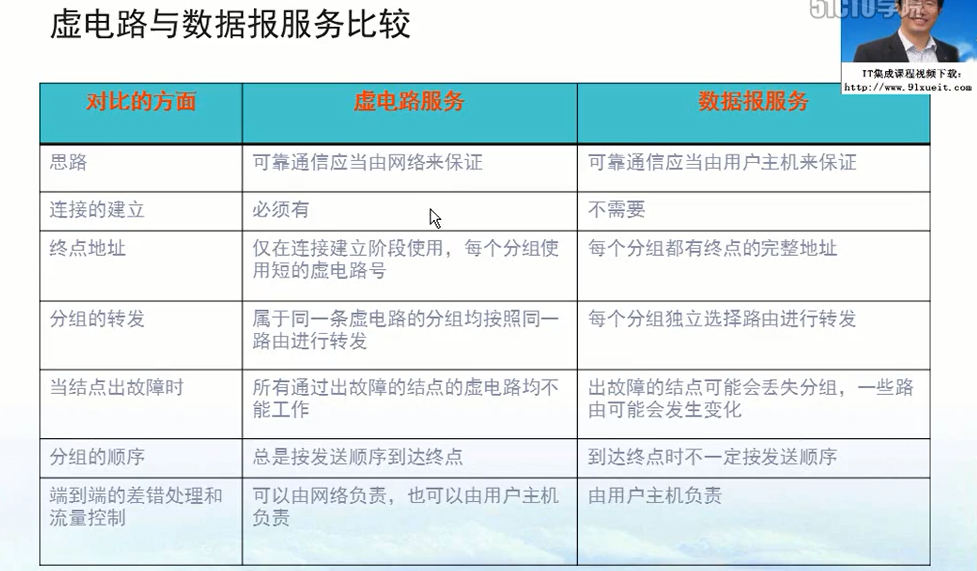 虚电路与数据报服务比较
51CTO学院
IT集成课程视频下载:
http://www.91xueit.com
对比的方面 虚电路服务 数据报服务
思路 可靠通信应当由网络来保证 可靠通信应当由用户主机来保证
连接的建立 必须有 不需要
终点地址 仅在连接建立阶段使用，每个分组使 每个分组都有终点的完整地址
用短的虚电路号
分组的转发 属于同一条虚电路的分组均按照同一 每个分组独立选择路由进行转发
路由进行转发
当结点出故障时 所有通过出故障的结点的虚电路均不 出故障的结点可能会丢失分组，一些路
能工作 由可能会发生变化
分组的顺序 总是按发送顺序到达终点 到达终点时不一定按发送顺序
端到端的差错处理和 可以由网络负责，也可以由用户主机 由用户主机负责
流量控制 负责